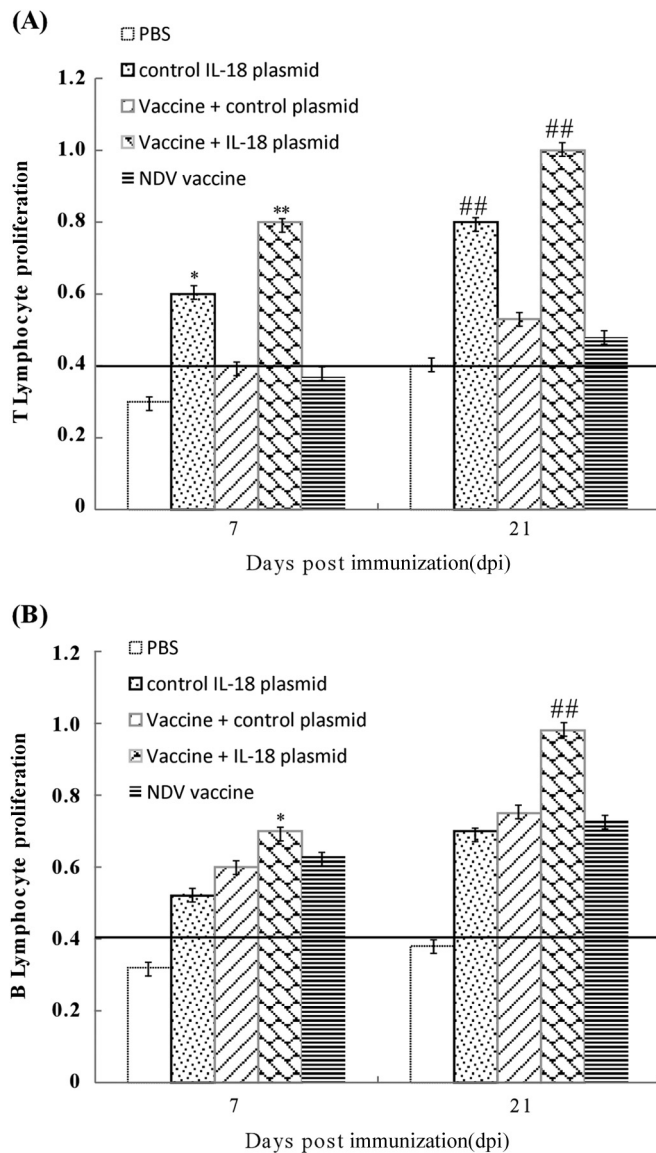 (A)
PBS
control IL-18 plasmid
Vaccine + control plasmid
Vaccine + IL-18 plasmid
NDV vaccine
T Lymphocyte proliferation
1.2
1.0
0.8
0.6
0.4
0.2
0
*
**
##
##
7
21
Days post immunization(dpi)
(B)
PBS
control IL-18 plasmid
Vaccine + control plasmid
Vaccine + IL-18 plasmid
NDV vaccine
B Lymphocyte proliferation
1.2
1.0
0.8
0.6
0.4
0.2
0
*
##
7
21
Days post immunization(dpi)